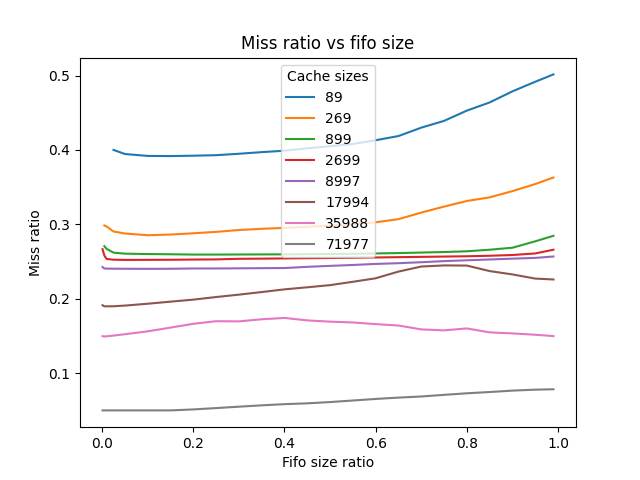 Miss ratio vs fifo size
Cache sizes
89
269
899
2699
8997
17994
35988
71977
0.5
0.4
0.3
0.2
0.1
Miss ratio
0.0 0.2 0.4 0.6 0.8 1.0
Fifo size ratio